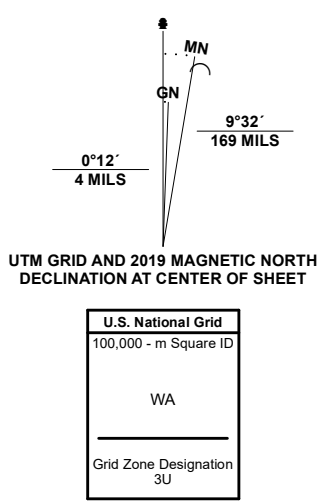 MN
GN
9°32´
169 MILS
0°12´
4 MILS
UTM GRID AND 2019 MAGNETIC NORTH
DECLINATION AT CENTER OF SHEET
U.S. National Grid
100,000 - m Square ID
WA
Grid Zone Designation
3U